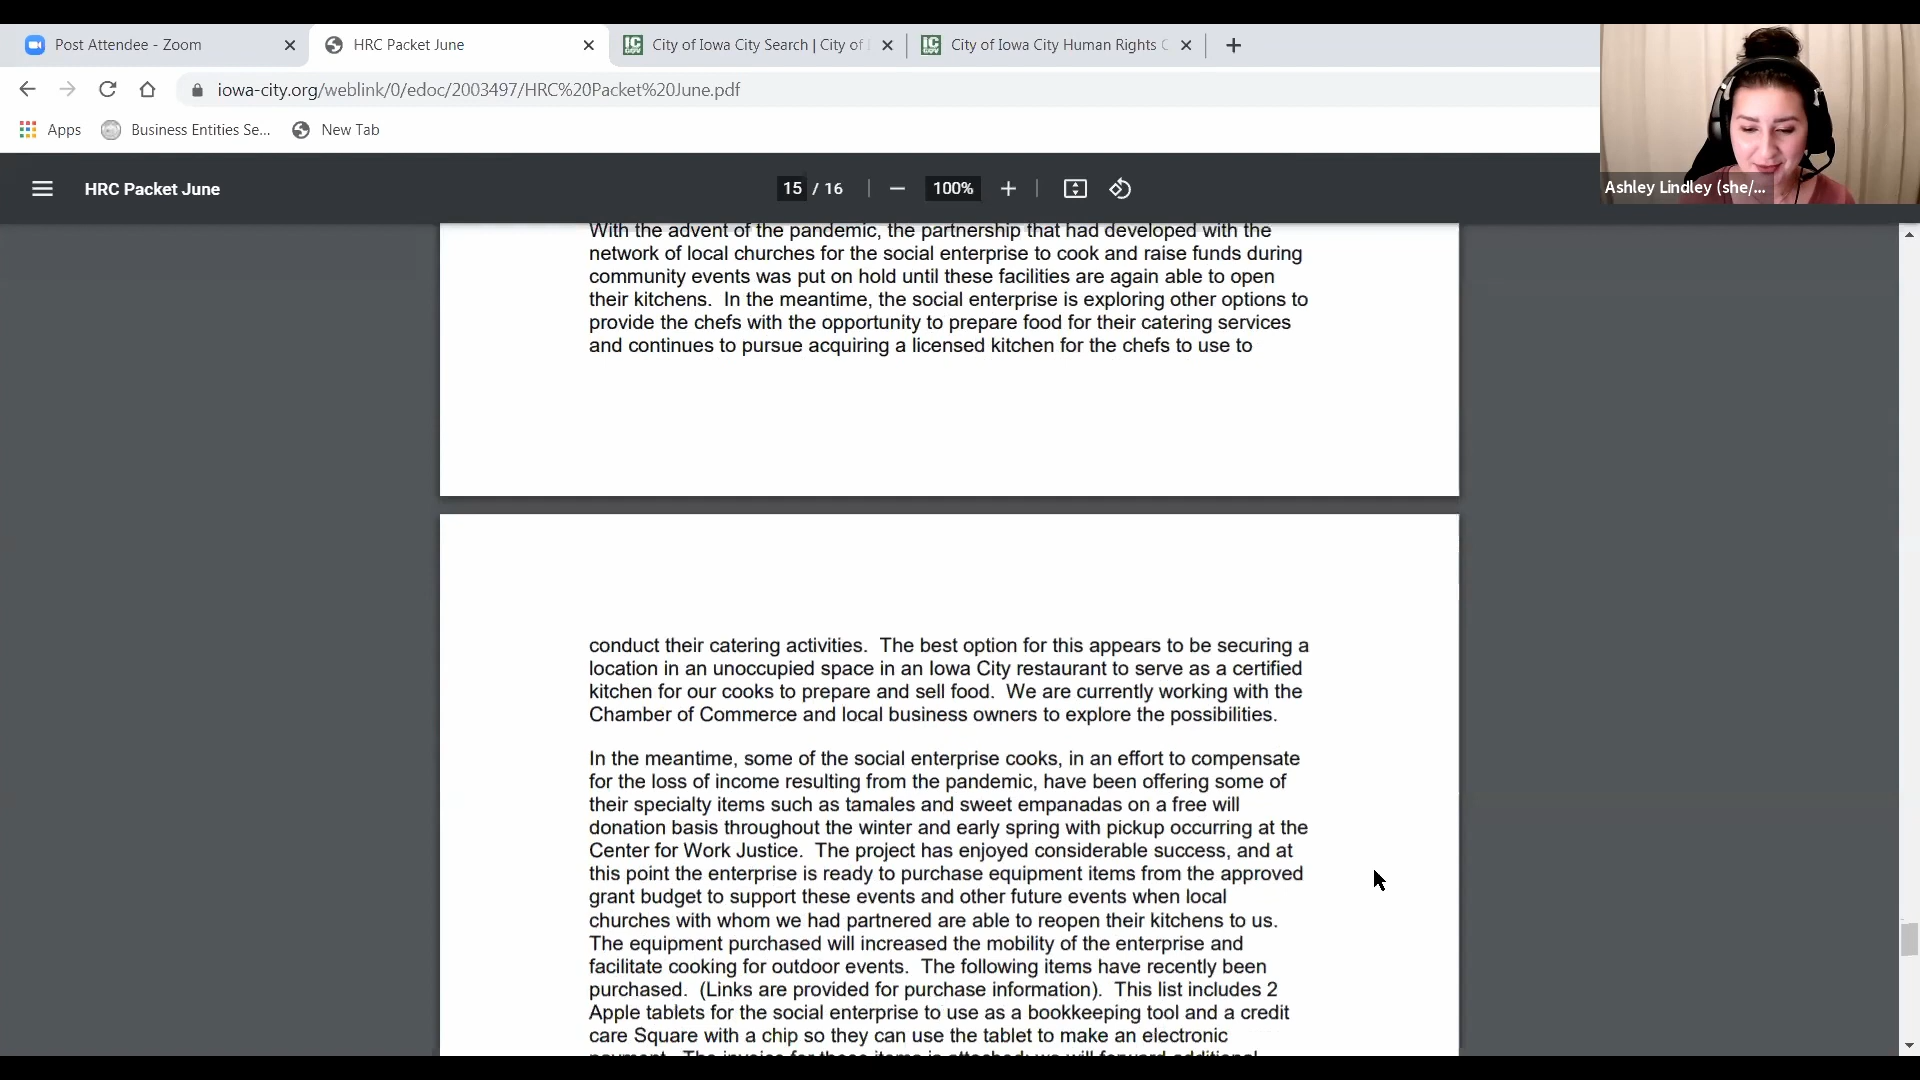 Post Attendee - Zoom
HRC Packet June
City of Iowa City Search | City of
City of Iowa City Human Rights
iowa-city.org/weblink/0/edoc/2003497/HRC%20Packet%20June.pdf
Apps
Business Entities Se...
New Tab
Ashley Lindley (she/...
HRC Packet June
15 / 16
100%
With the advent of the pandemic, the partnership that had developed with the
network of local churches for the social enterprise to cook and raise funds during
community events was put on hold until these facilities are again able to open
their kitchens.  In the meantime, the social enterprise is exploring other options to
provide the chefs with the opportunity to prepare food for their catering services
and continues to pursue acquiring a licensed kitchen for the chefs to use to
conduct their catering activities.  The best option for this appears to be securing a
location in an unoccupied space in an Iowa City restaurant to serve as a certified
kitchen for our cooks to prepare and sell food.  We are currently working with the
Chamber of Commerce and local business owners to explore the possibilities.
In the meantime, some of the social enterprise cooks, in an effort to compensate
for the loss of income resulting from the pandemic, have been offering some of
their specialty items such as tamales and sweet empanadas on a free will
donation basis throughout the winter and early spring with pickup occurring at the
Center for Work Justice.  The project has enjoyed considerable success, and at
this point the enterprise is ready to purchase equipment items from the approved
grant budget to support these events and other future events when local
churches with whom we had partnered are able to reopen their kitchens to us.
The equipment purchased will increased the mobility of the enterprise and
facilitate cooking for outdoor events.  The following items have recently been
purchased.  (Links are provided for purchase information).  This list includes 2
Apple tablets for the social enterprise to use as a bookkeeping tool and a credit
care Square with a chip so they can use the tablet to make an electronic
payment.  The invoice for these items is attached; we will forward additional